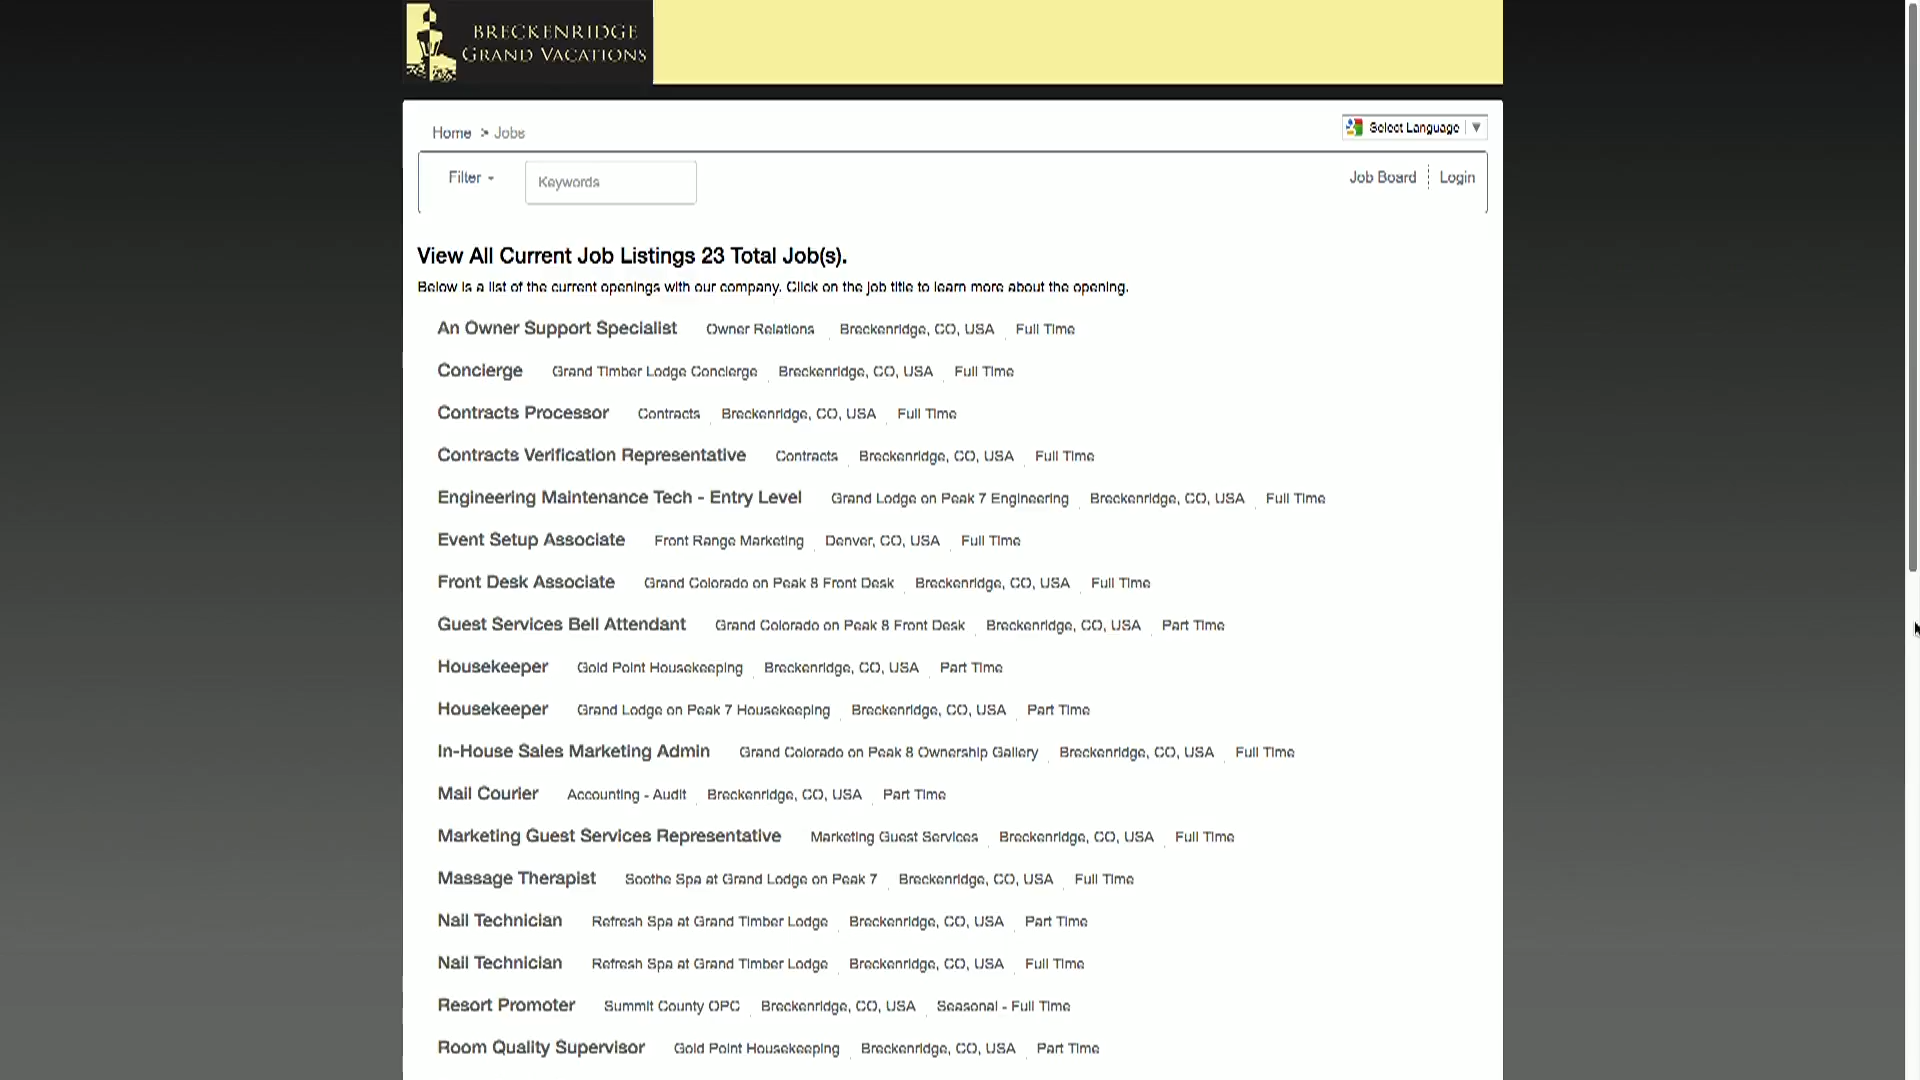 BRECKENRIDGE
GRAND VACATIONS
Home > Jobs
Select Language ▼
Filter
Keywords
Job Board
Login
View All Current Job Listings 23 Total Job(s).
Below is a list of the current openings with our company. Click on the job title to learn more about the opening.
An Owner Support Specialist Owner Relations Breckenridge, CO, USA Full Time
Concierge Grand Timber Lodge Concierge Breckenridge, CO, USA Full Time
Contracts Processor Contracts Breckenridge, CO, USA Full Time
Contracts Verification Representative Contracts Breckenridge, CO, USA Full Time
Engineering Maintenance Tech - Entry Level Grand Lodge on Peak 7 Engineering Breckenridge, CO, USA Full Time
Event Setup Associate Front Range Marketing Denver, CO, USA Full Time
Front Desk Associate Grand Colorado on Peak 8 Front Desk Breckenridge, CO, USA Full Time
Guest Services Bell Attendant Grand Colorado on Peak 8 Front Desk Breckenridge, CO, USA Part Time
Housekeeper Gold Point Housekeeping Breckenridge, CO, USA Part Time
Housekeeper Grand Lodge on Peak 7 Housekeeping Breckenridge, CO, USA Part Time
In-House Sales Marketing Admin Grand Colorado on Peak 8 Ownership Gallery Breckenridge, CO, USA Full Time
Mail Courier Accounting - Audit Breckenridge, CO, USA Part Time
Marketing Guest Services Representative Marketing Guest Services Breckenridge, CO, USA Full Time
Massage Therapist Soothe Spa at Grand Lodge on Peak 7 Breckenridge, CO, USA Full Time
Nail Technician Refresh Spa at Grand Timber Lodge Breckenridge, CO, USA Part Time
Nail Technician Refresh Spa at Grand Timber Lodge Breckenridge, CO, USA Full Time
Resort Promoter Summit County OPC Breckenridge, CO, USA Seasonal - Full Time
Room Quality Supervisor Gold Point Housekeeping Breckenridge, CO, USA Part Time